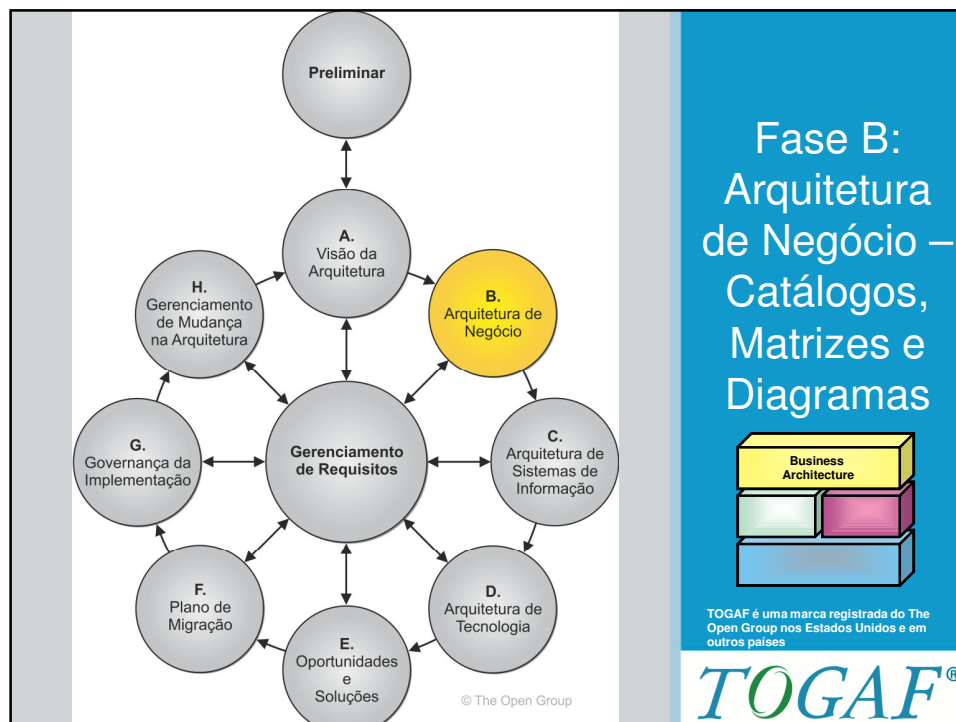 Preliminar
A.
Visão da
Arquitetura
B.
Arquitetura de
Negócio
H.
Gerenciamento
de Mudança
na Arquitetura
Gerenciamento
de Requisitos
C.
Arquitetura de
Sistemas de
Informação
G.
Governança da
Implementação
F.
Plano de
Migração
D.
Arquitetura de
Tecnologia
E.
Oportunidades
e
Soluções
© The Open Group
Fase B:
Arquitetura
de Negócio –
Catálogos,
Matrizes e
Diagramas
Business
Architecture
TOGAF é uma marca registrada do The
Open Group nos Estados Unidos e em
outros países
TOGAF®